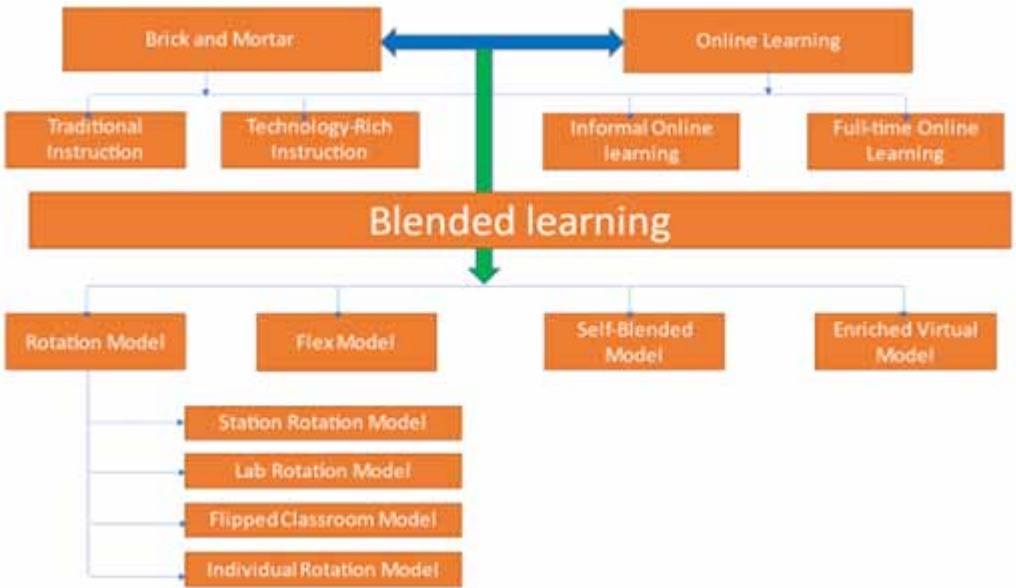 Brick and Mortar
Online Learning
Traditional
Instruction
Technology-Rich
Instruction
Informal Online
learning
Full-time Online
Learning
Blended learning
Rotation Model
Flex Model
Self-Blended
Model
Enriched Virtual
Model
Station Rotation Model
Lab Rotation Model
Flipped Classroom Model
Individual Rotation Model